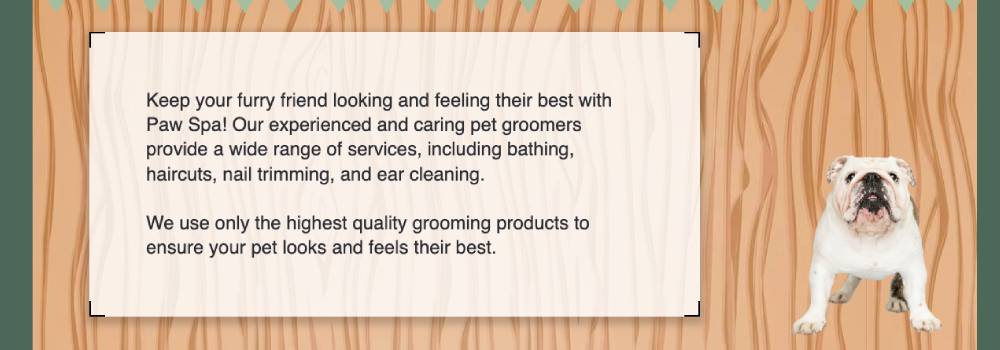 Keep your furry friend looking and feeling their best with
Paw Spa! Our experienced and caring pet groomers
provide a wide range of services, including bathing,
haircuts, nail trimming, and ear cleaning.
We use only the highest quality grooming products to
ensure your pet looks and feels their best.